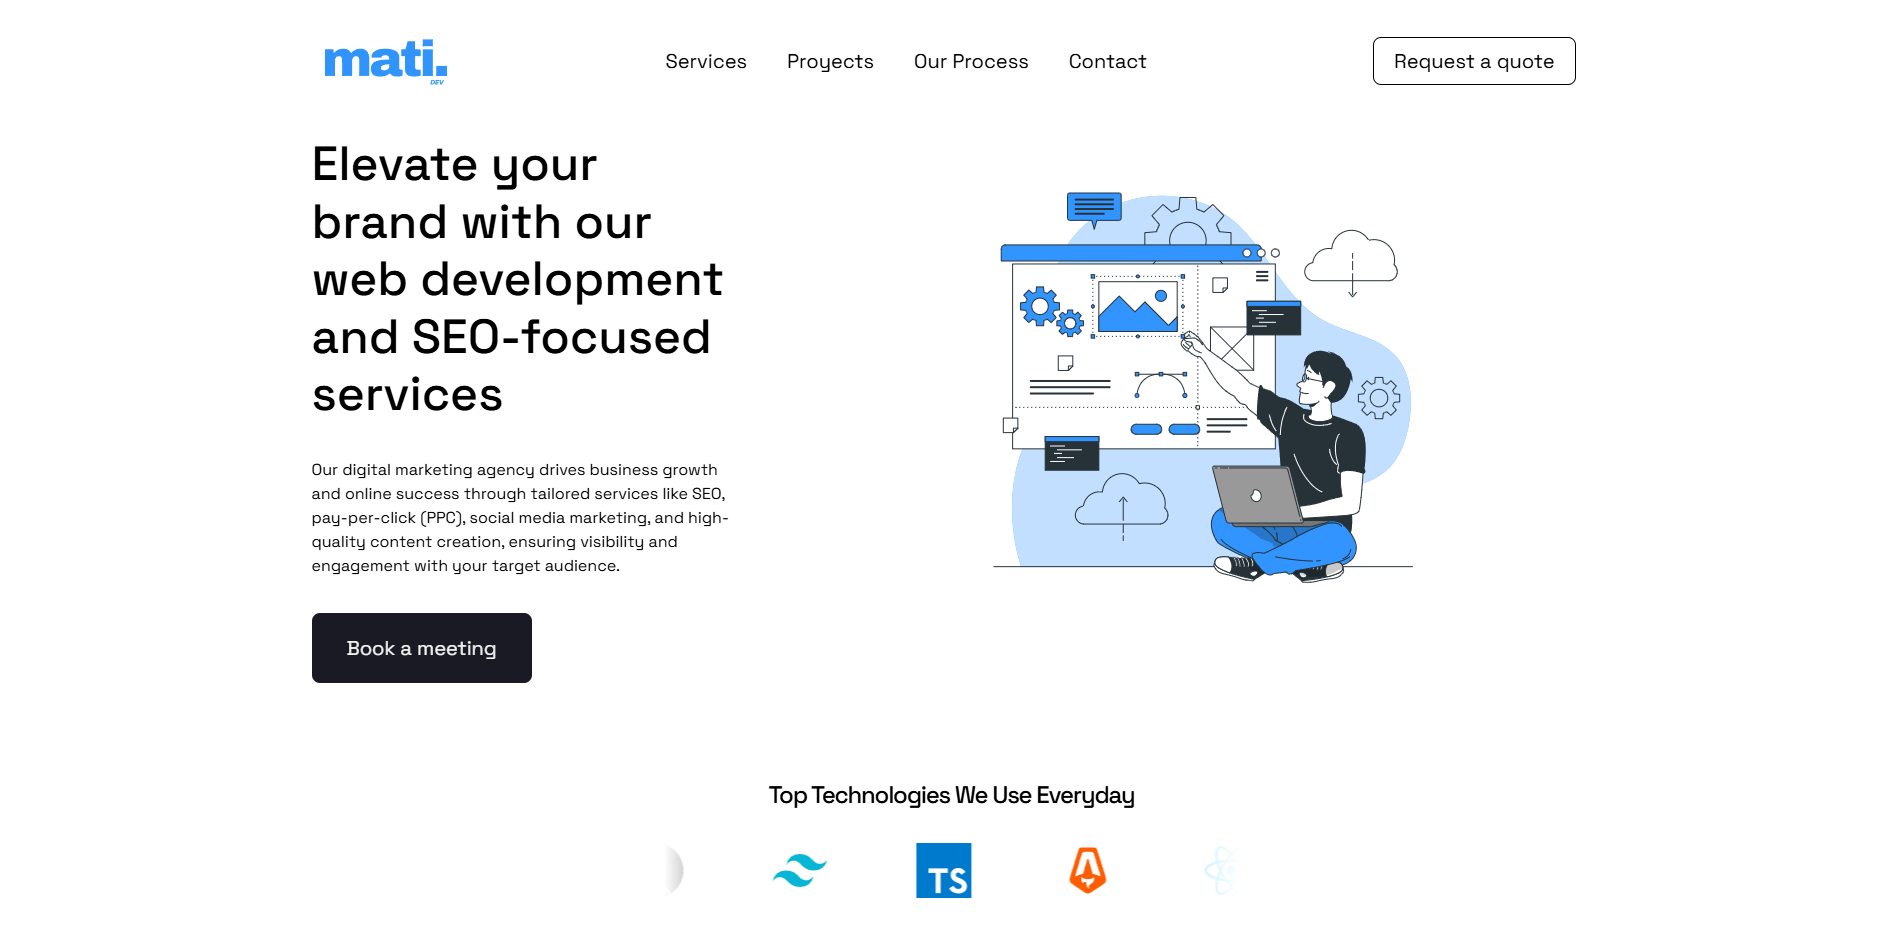 mati.
DEV
Services
Proyects
Our Process
Contact
Request a quote
Elevate your
brand with our
web development
and SEO-focused
services
Our digital marketing agency drives business growth
and online success through tailored services like SEO,
pay-per-click (PPC), social media marketing, and high-
quality content creation, ensuring visibility and
engagement with your target audience.
Book a meeting
Top Technologies We Use Everyday
TS